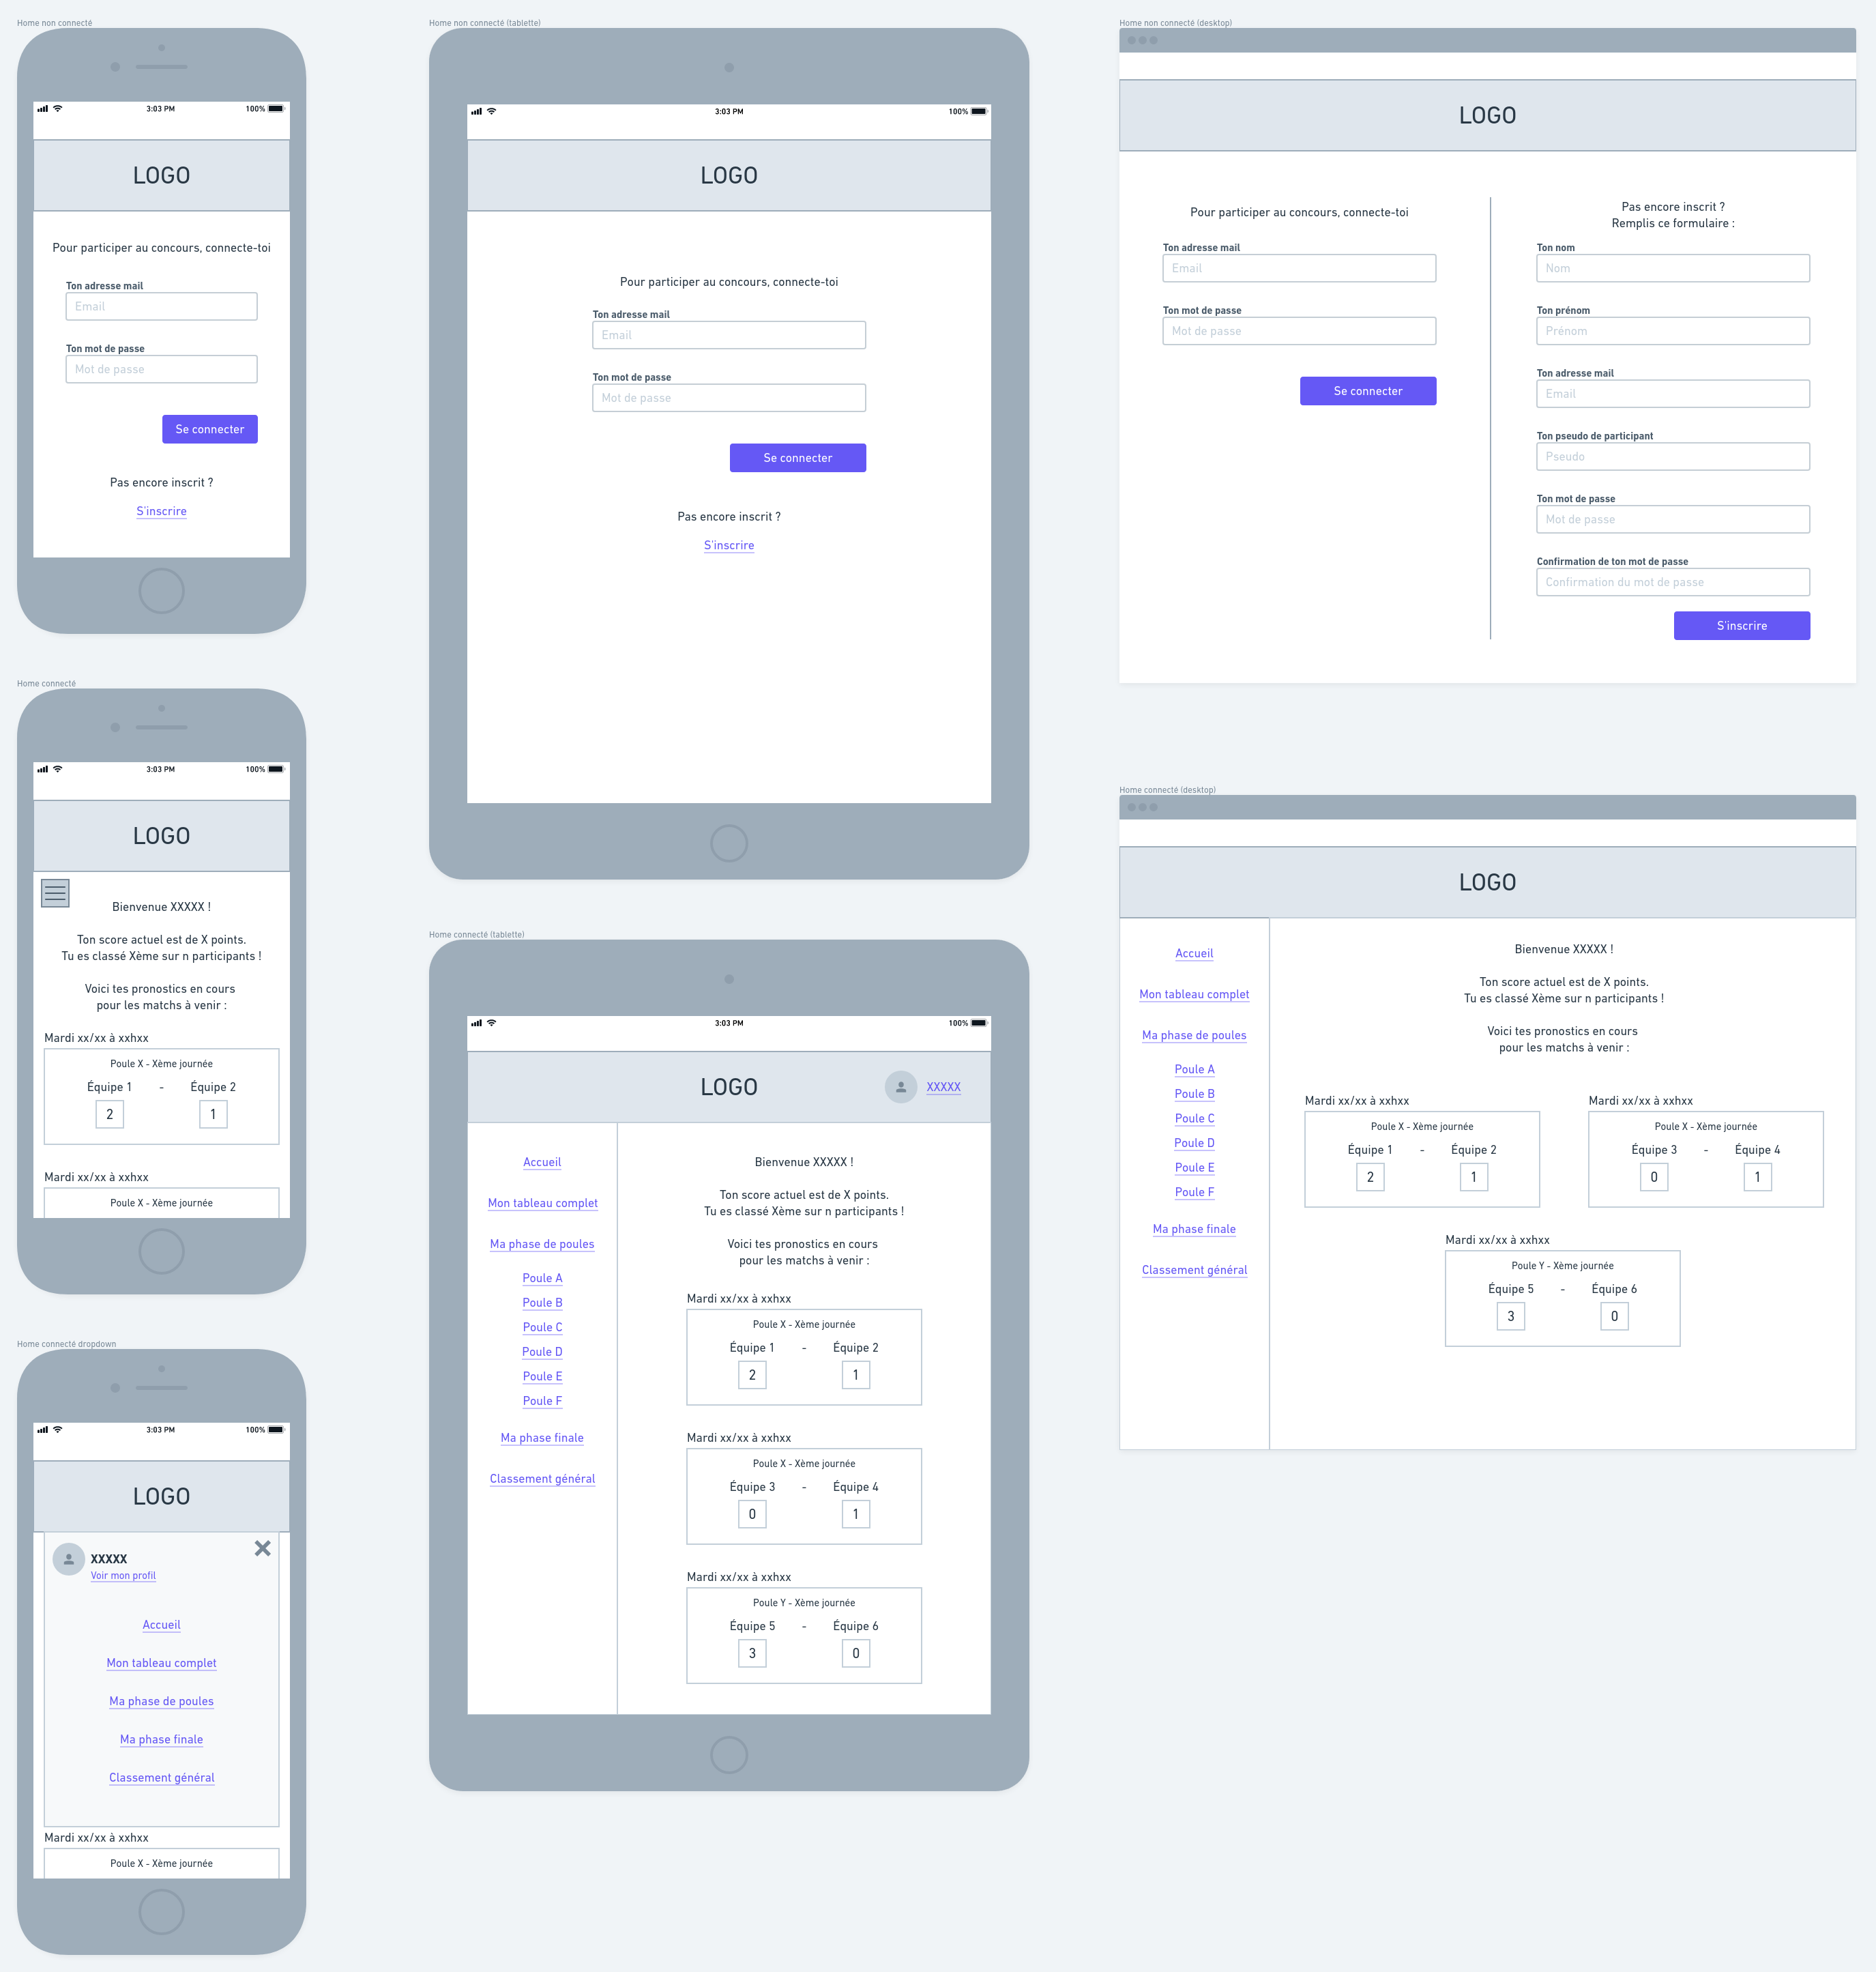 Home non connecté
3:03 PM
100%
LOGO
Pour participer au concours, connecte-toi
Ton adresse mail
Email
Ton mot de passe
Mot de passe
Se connecter
Pas encore inscrit ?
S'inscrire
Home connecté
3:03 PM
100%
LOGO
Bienvenue XXXXX !
Ton score actuel est de X points.
Tu es classé Xème sur n participants !
Voici tes pronostics en cours
pour les matchs à venir :
Mardi xx/xx à xxhxx
Poule X - Xème journée
Équipe 1 - Équipe 2
2 1
Mardi xx/xx à xxhxx
Poule X - Xème journée
Home connecté dropdown
3:03 PM
100%
LOGO
XXXXX
Voir mon profil
Accueil
Mon tableau complet
Ma phase de poules
Ma phase finale
Classement général
Mardi xx/xx à xxhxx
Poule X - Xème journée
Home non connecté (tablette)
3:03 PM
100%
LOGO
Pour participer au concours, connecte-toi
Ton adresse mail
Email
Ton mot de passe
Mot de passe
Se connecter
Pas encore inscrit ?
S'inscrire
Home connecté (tablette)
3:03 PM
100%
LOGO
XXXXX
Accueil
Mon tableau complet
Ma phase de poules
Poule A
Poule B
Poule C
Poule D
Poule E
Poule F
Ma phase finale
Classement général
Bienvenue XXXXX !
Ton score actuel est de X points.
Tu es classé Xème sur n participants !
Voici tes pronostics en cours
pour les matchs à venir :
Mardi xx/xx à xxhxx
Poule X - Xème journée
Équipe 1 - Équipe 2
2 1
Mardi xx/xx à xxhxx
Poule X - Xème journée
Équipe 3 - Équipe 4
0 1
Mardi xx/xx à xxhxx
Poule Y - Xème journée
Équipe 5 - Équipe 6
3 0
Home non connecté (desktop)
LOGO
Pour participer au concours, connecte-toi
Ton adresse mail
Email
Ton mot de passe
Mot de passe
Se connecter
Pas encore inscrit ?
Remplis ce formulaire :
Ton nom
Nom
Ton prénom
Prénom
Ton adresse mail
Email
Ton pseudo de participant
Pseudo
Ton mot de passe
Mot de passe
Confirmation de ton mot de passe
Confirmation du mot de passe
S'inscrire
Home connecté (desktop)
LOGO
Accueil
Mon tableau complet
Ma phase de poules
Poule A
Poule B
Poule C
Poule D
Poule E
Poule F
Ma phase finale
Classement général
Bienvenue XXXXX !
Ton score actuel est de X points.
Tu es classé Xème sur n participants !
Voici tes pronostics en cours
pour les matchs à venir :
Mardi xx/xx à xxhxx
Poule X - Xème journée
Équipe 1 - Équipe 2
2 1
Mardi xx/xx à xxhxx
Poule X - Xème journée
Équipe 3 - Équipe 4
0 1
Mardi xx/xx à xxhxx
Poule Y - Xème journée
Équipe 5 - Équipe 6
3 0